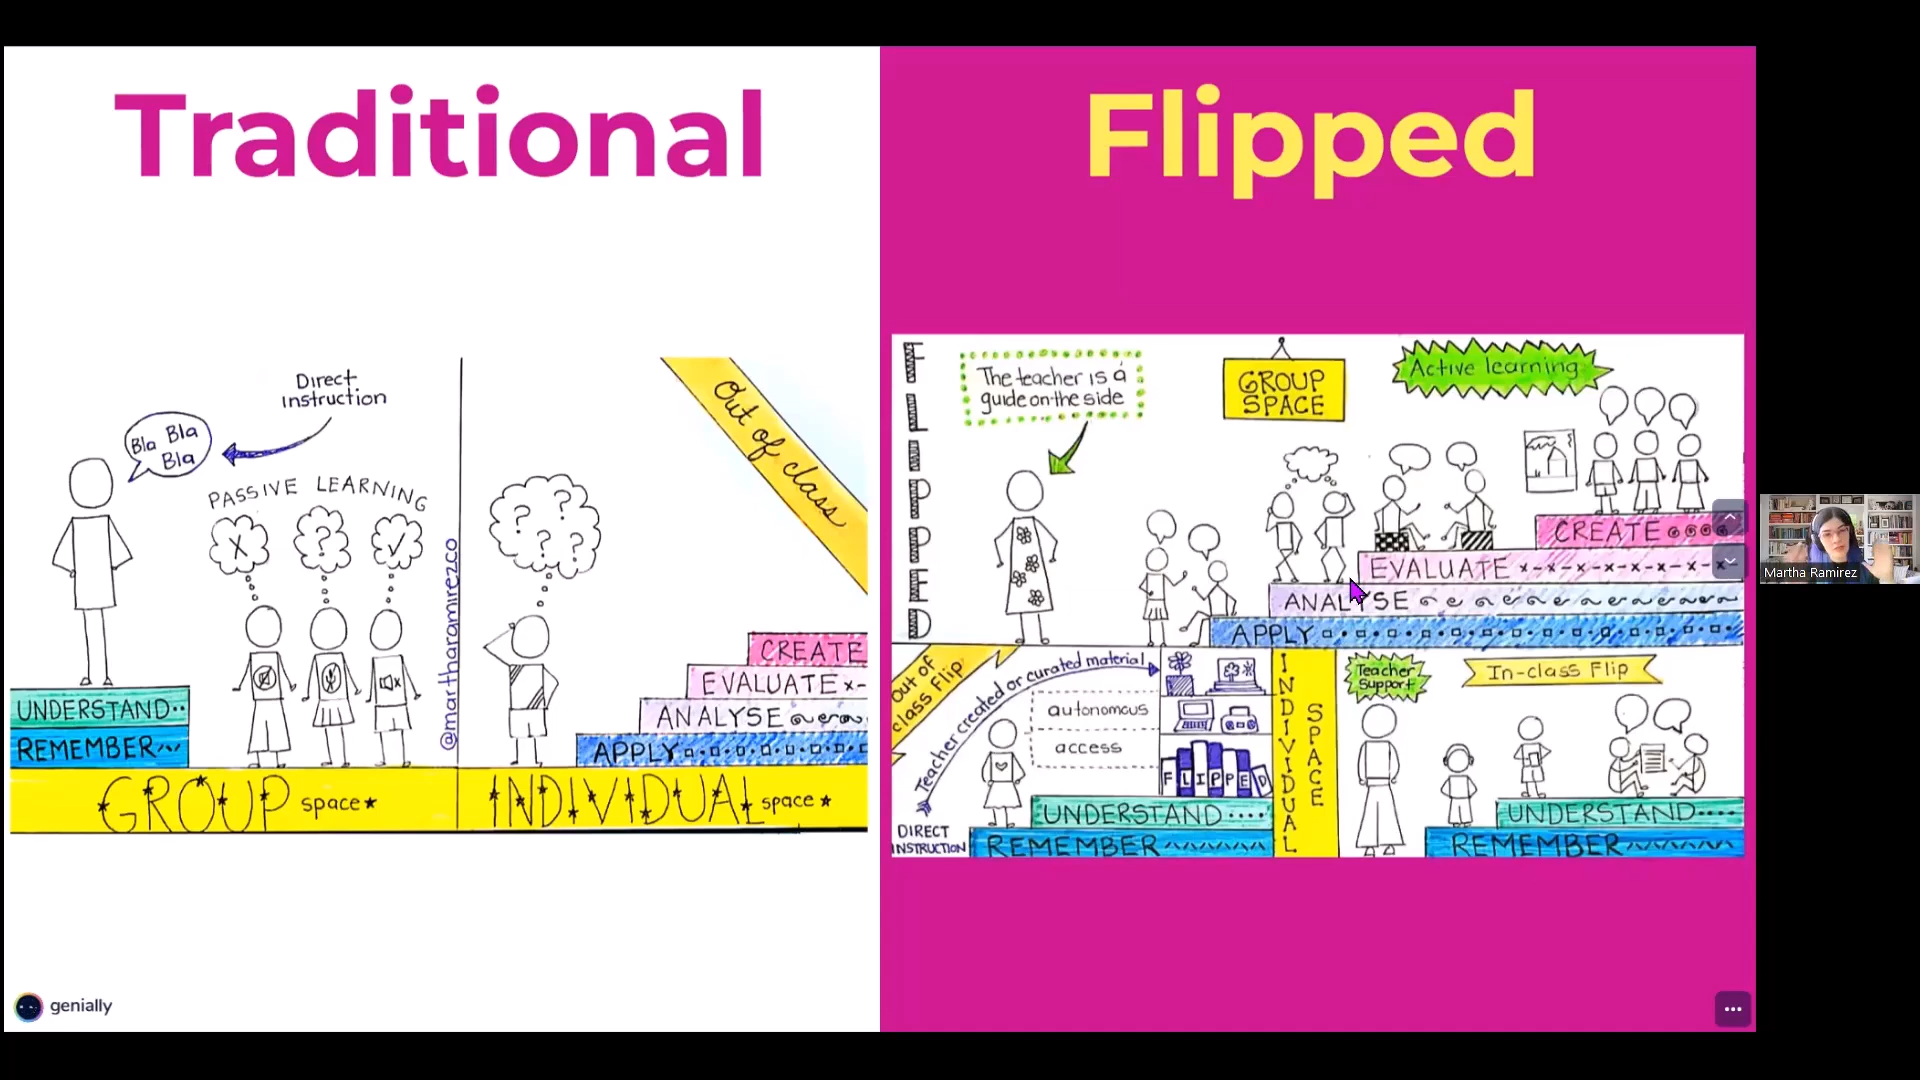 Traditional
Direct
instruction
Bla Bla
Bla
PASSIVE LEARNING
X ? ✓
? ? ? ?
Out of class
@martharamirezco
UNDERSTAND
REMEMBER
CREATE
EVALUATE
ANALYSE
APPLY
GROUP space
INDIVIDUAL space
genially
Flipped
FLIPPED
The teacher is a
guide on the side
GROUP
SPACE
Active learning
CREATE
EVALUATE
ANALYSE
APPLY
Out of
class Flip
Teacher created or curated material
autonomous
access
FLIPPED
UNDERSTAND
DIRECT
INSTRUCTION
REMEMBER
INDIVIDUAL
SPACE
Teacher
Support
In-class Flip
UNDERSTAND
REMEMBER
Martha Ramirez